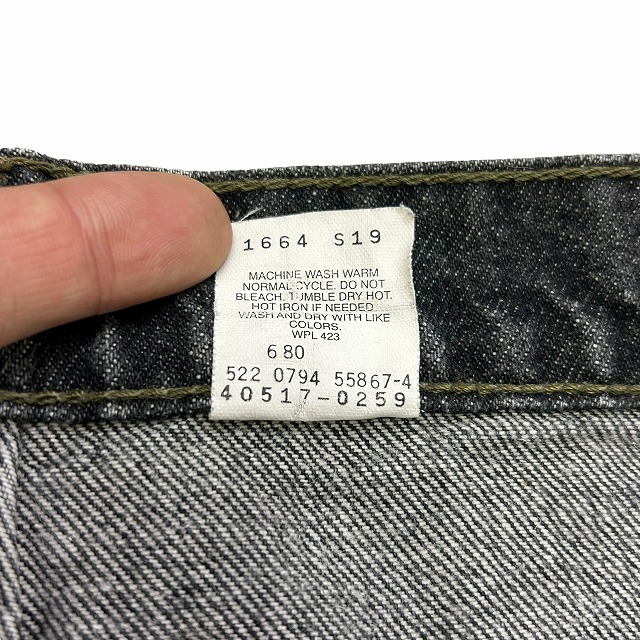 1664 S19
MACHINE WASH WARM
NORMAL CYCLE. DO NOT
BLEACH. TUMBLE DRY HOT.
HOT IRON IF NEEDED.
WASH AND DRY WITH LIKE
COLORS.
WPL 423
680
522 0794 55867-4
40517-0259